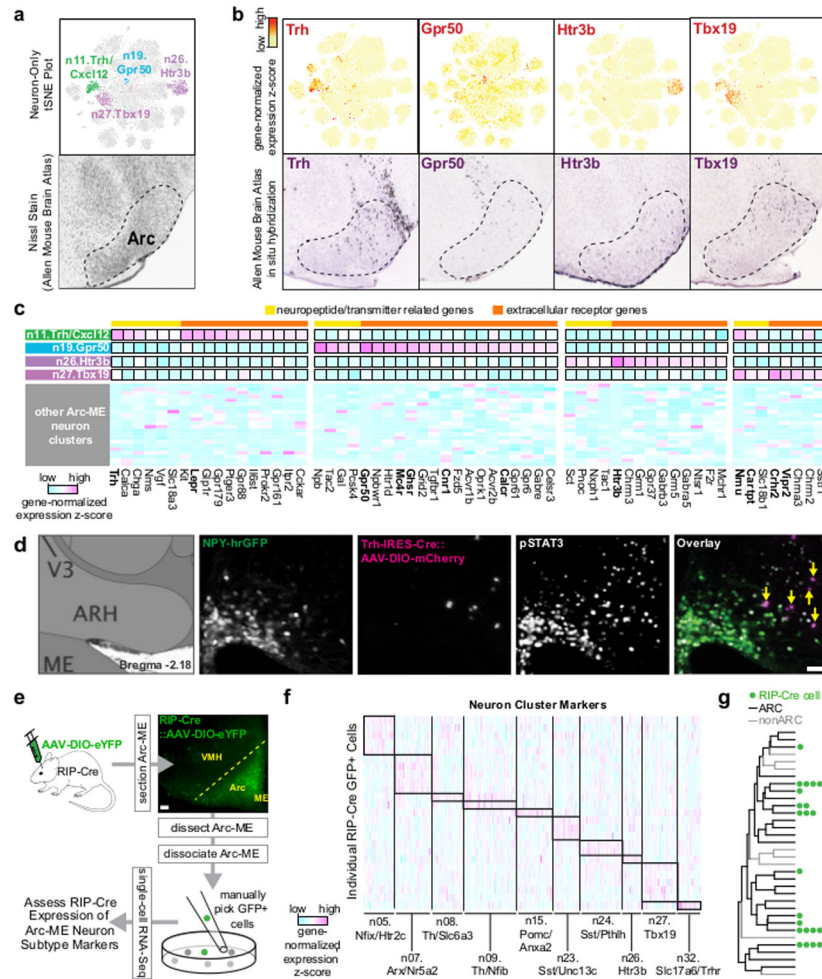 a
Neuron-Only
tSNE Plot
n11.Trh/
Cxcl12
n19.
Gpr50
n26.
Htr3b
n27.Tbx19
Nissl Stain
(Allen Mouse Brain Atlas)
Arc
b
low high
gene-normalized
expression z-score
Trh
Gpr50
Htr3b
Tbx19
Allen Mouse Brain Atlas
in situ hybridization
Trh
Gpr50
Htr3b
Tbx19
c
neuropeptide/transmitter related genes
extracellular receptor genes
n11.Trh/Cxcl12
n19.Gpr50
n26.Htr3b
n27.Tbx19
other Arc-ME
neuron
clusters
low high
gene-normalized
expression z-score
Trh
Calca
Chga
Nms
Vgf
Slc18a3
Kit
Lepr
Glp1r
Gpr179
Ptger3
Gpr88
Il6st
Prokr2
Gpr161
Itpr2
Cckar
Npb
Tac2
Gal
Pcsk4
Gpr50
Npbwr1
Htr1d
Mc4r
Ghsr
Grid2
Tgfbr1
Cnr1
Fzd5
Acvr1b
Oprk1
Acvr2b
Calcr
Gpr61
Gpr6
Gabre
Celsr3
Sct
Pnoc
Nxph1
Tac1
Htr3b
Chrm3
Grm1
Gpr37
Gabrb3
Grm5
Gabra5
Ntsr1
F2r
Mchr1
Nmu
Cartpt
Slc18b1
Crhr2
Vipr2
Chrna3
Chrm2
Sstr1
d
V3
ARH
ME
Bregma -2.18
NPY-hrGFP
Trh-IRES-Cre::
AAV-DIO-mCherry
pSTAT3
Overlay
e
AAV-DIO-eYFP
RIP-Cre
section Arc-ME
RIP-Cre
::AAV-DIO-eYFP
VMH
Arc
ME
dissect Arc-ME
dissociate Arc-ME
manually
pick GFP+
cells
single-cell RNA-Seq
Assess RIP-Cre
Expression of
Arc-ME Neuron
Subtype Markers
f
Neuron Cluster Markers
Individual RIP-Cre GFP+ Cells
low high
gene-normalized
expression z-score
n05.
Nfix/Htr2c
n07.
Arx/Nr5a2
n08.
Th/Slc6a3
n09.
Th/Nfib
n15.
Pomc/
Anxa2
n23.
Sst/Unc13c
n24.
Sst/Pthlh
n26.
Htr3b
n27.
Tbx19
n32.
Slc17a6/Trhr
g
RIP-Cre cell
ARC
nonARC